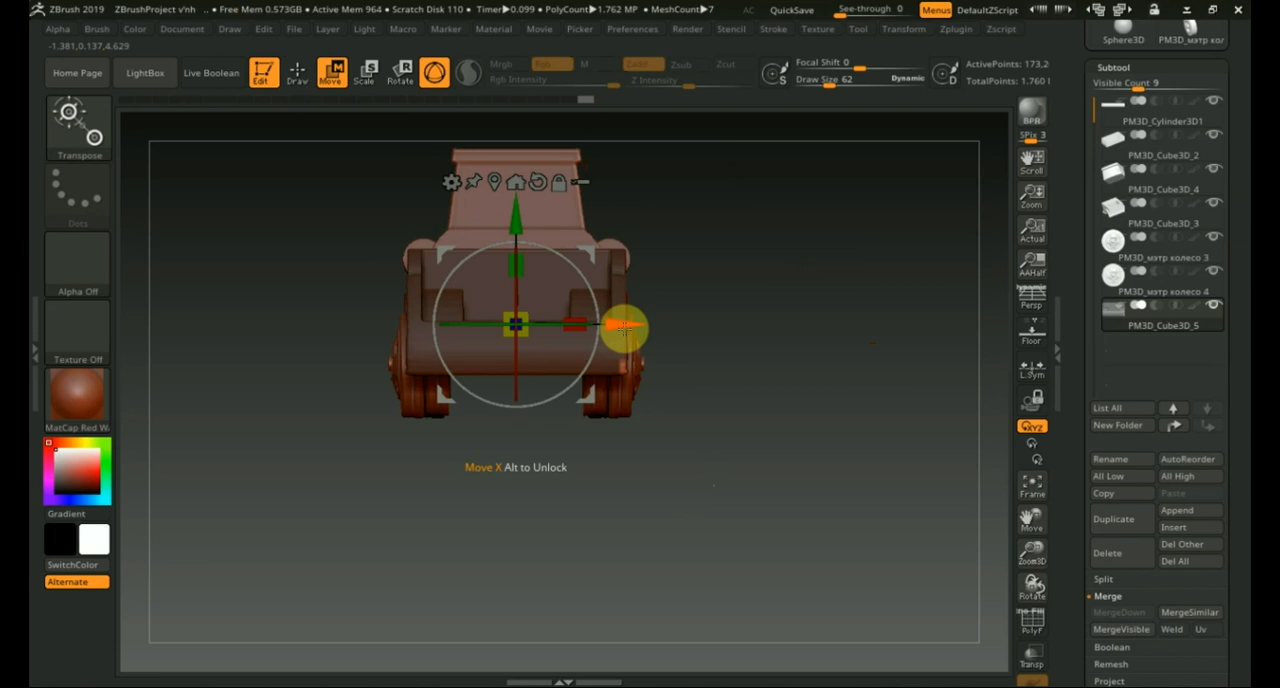 ZBrush 2019 ZBrushProject v'nh .. • Free Mem 0.573GB • Active Mem 964 • Scratch Disk 110 • Timer▶0.099 • PolyCount▶1.762 MP • MeshCount▶7 AC QuickSave See-through 0 Menus DefaultZScript
Alpha Brush Color Document Draw Edit File Layer Light Macro Marker Material Movie Picker Preferences Render Stencil Stroke Texture Tool Transform Zplugin Zscript
-1.381,0.137,4.629
Home Page LightBox Live Boolean Edit Draw Move Scale Rotate Mrgb Rgb M Zadd Zsub Zcut
Rgb Intensity Z Intensity
S Focal Shift 0 D ActivePoints: 173,2
Draw Size 62 Dynamic TotalPoints: 1.760
Transpose
Dots
Alpha Off
Texture Off
MatCap Red W
Gradient
SwitchColor
Alternate
Move X Alt to Unlock
BPR
SPix 3
Scroll
Zoom
Actual
AAHalf
Persp
Floor
L.Sym
XYZ
Y
Z
Frame
Move
Zoom3D
Rotate
PolyF
Transp
Sphere3D PM3D_мэтр кол
Subtool
Visible Count 9
PM3D_Cylinder3D1
PM3D_Cube3D_2
PM3D_Cube3D_4
PM3D_Cube3D_3
PM3D_мэтр колесо 3
PM3D_мэтр колесо 4
PM3D_Cube3D_5
List All
New Folder
Rename AutoReorder
All Low All High
Copy Paste
Duplicate Append
Insert
Delete Del Other
Del All
Split
Merge
MergeDown MergeSimilar
MergeVisible Weld Uv
Boolean
Remesh
Project